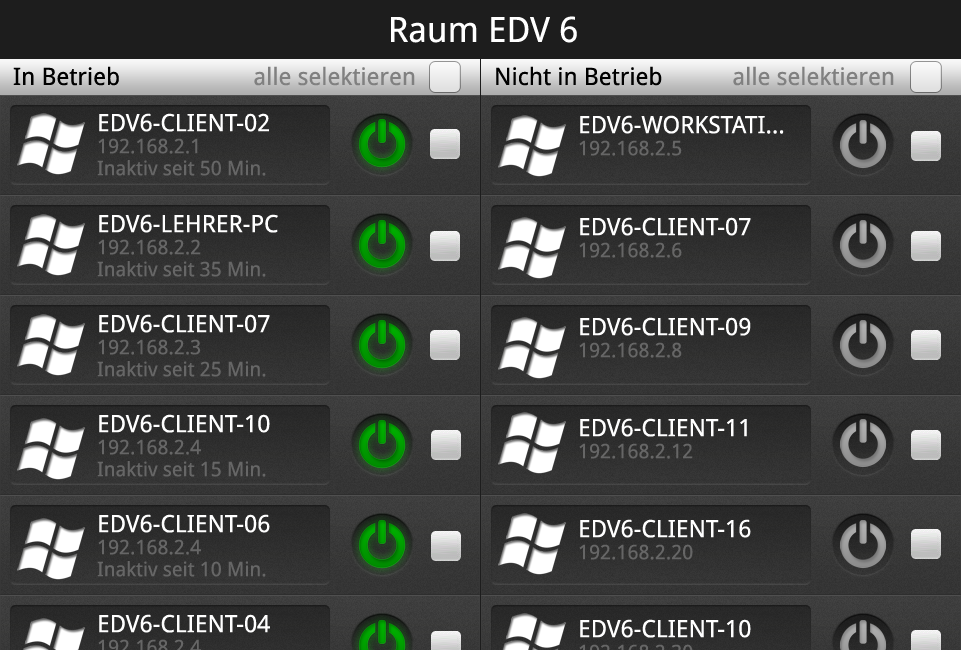 Raum EDV 6
In Betrieb
alle selektieren
EDV6-CLIENT-02
192.168.2.1
Inaktiv seit 50 Min.
EDV6-LEHRER-PC
192.168.2.2
Inaktiv seit 35 Min.
EDV6-CLIENT-07
192.168.2.3
Inaktiv seit 25 Min.
EDV6-CLIENT-10
192.168.2.4
Inaktiv seit 15 Min.
EDV6-CLIENT-06
192.168.2.4
Inaktiv seit 10 Min.
EDV6-CLIENT-04
192.168.2.4
Nicht in Betrieb
alle selektieren
EDV6-WORKSTATI...
192.168.2.5
EDV6-CLIENT-07
192.168.2.6
EDV6-CLIENT-09
192.168.2.8
EDV6-CLIENT-11
192.168.2.12
EDV6-CLIENT-16
192.168.2.20
EDV6-CLIENT-10